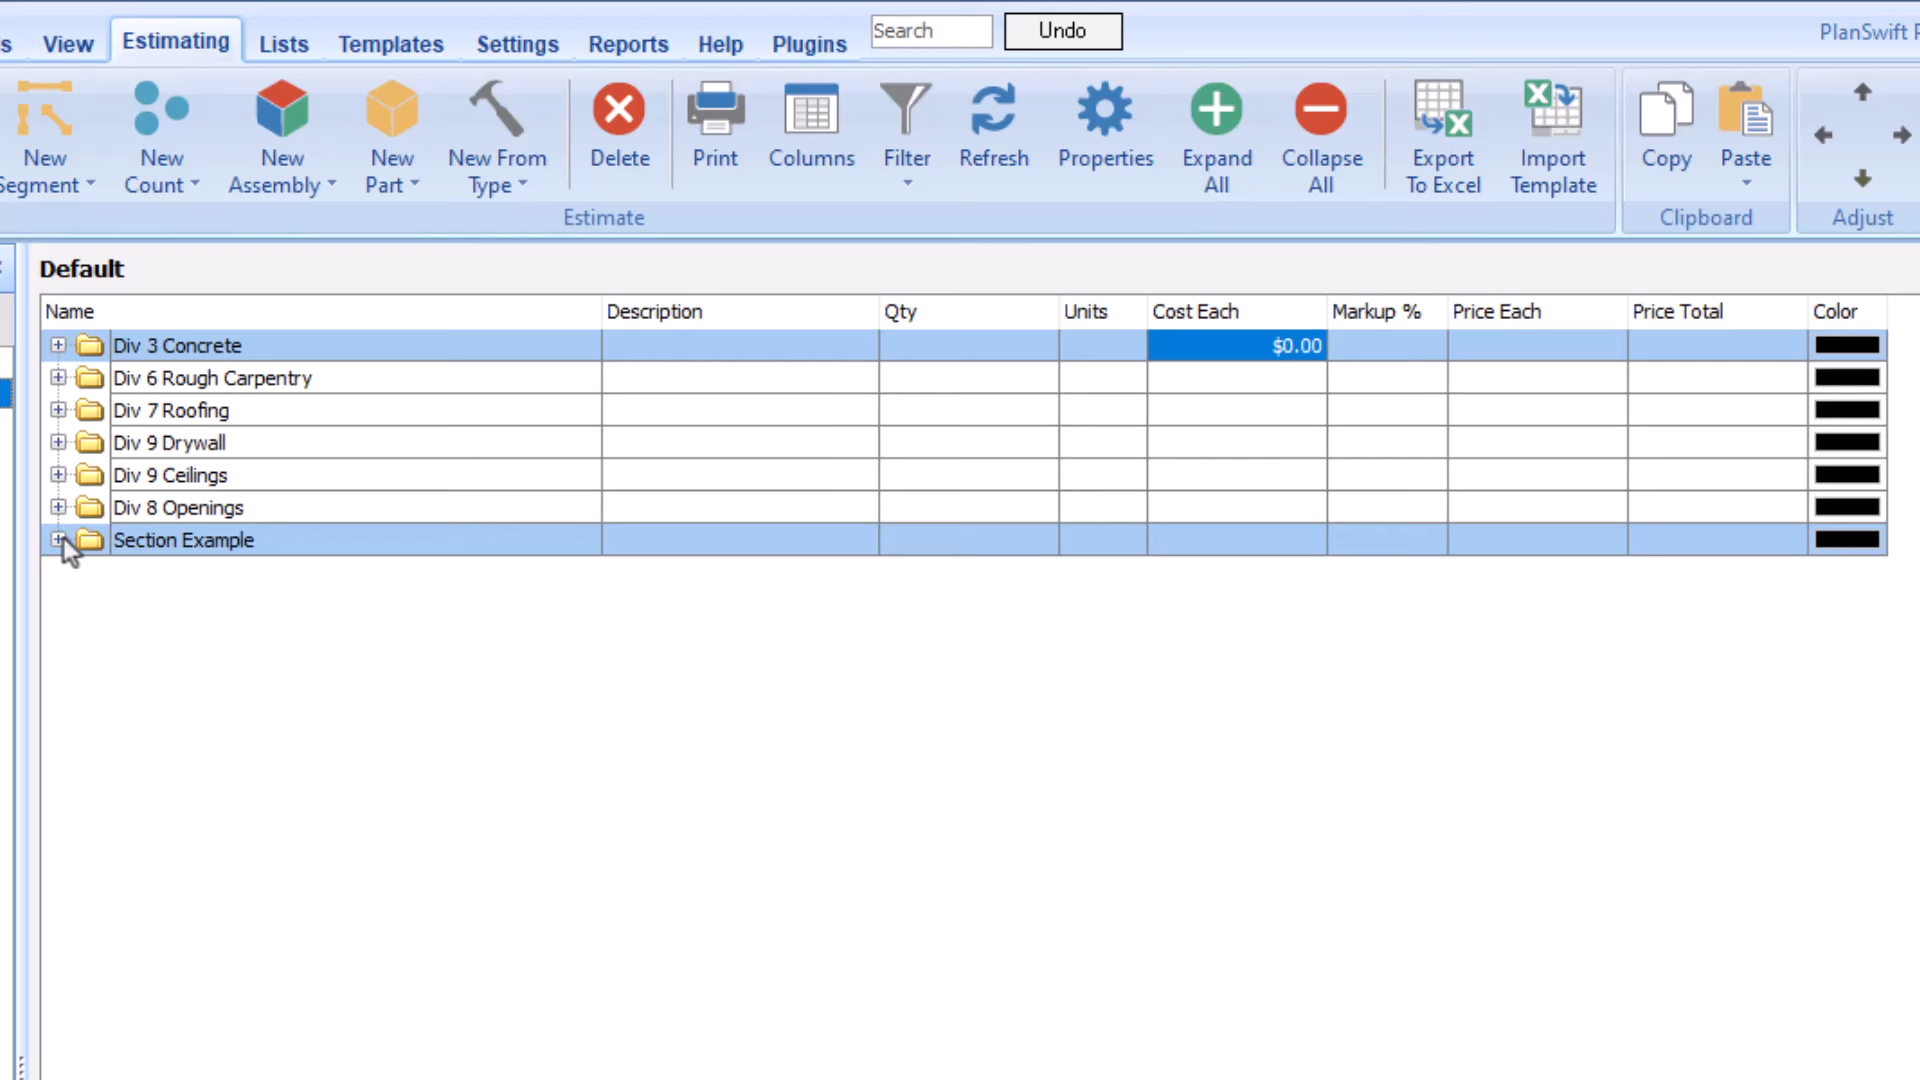 s View Estimating Lists Templates Settings Reports Help Plugins Search Undo PlanSwift P
New Segment
New Count
New Assembly
New Part
New From Type
Delete
Print
Columns
Filter
Refresh
Properties
Expand All
Collapse All
Export To Excel
Import Template
Copy
Paste
Estimate Clipboard Adjust
Default
Name Description Qty Units Cost Each Markup % Price Each Price Total Color
Div 3 Concrete $0.00
Div 6 Rough Carpentry
Div 7 Roofing
Div 9 Drywall
Div 9 Ceilings
Div 8 Openings
Section Example